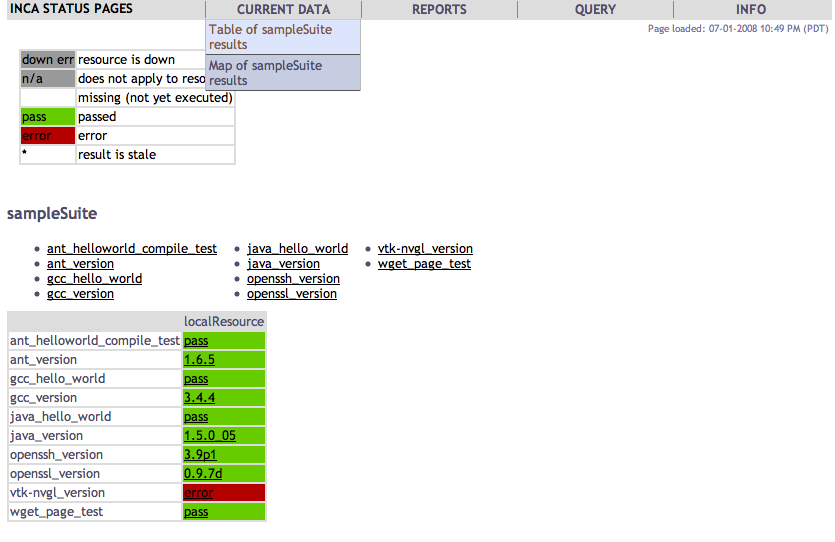 INCA STATUS PAGES CURRENT DATA REPORTS QUERY INFO
Page loaded: 07-01-2008 10:49 PM (PDT)
Table of sampleSuite
results
Map of sampleSuite
results
down err resource is down
n/a does not apply to reso
missing (not yet executed)
pass passed
error error
* result is stale
sampleSuite
• ant_helloworld_compile_test • java_hello_world • vtk-nvgl_version
• ant_version • java_version • wget_page_test
• gcc_hello_world • openssh_version
• gcc_version • openssl_version
localResource
ant_helloworld_compile_test pass
ant_version 1.6.5
gcc_hello_world pass
gcc_version 3.4.4
java_hello_world pass
java_version 1.5.0_05
openssh_version 3.9p1
openssl_version 0.9.7d
vtk-nvgl_version error
wget_page_test pass